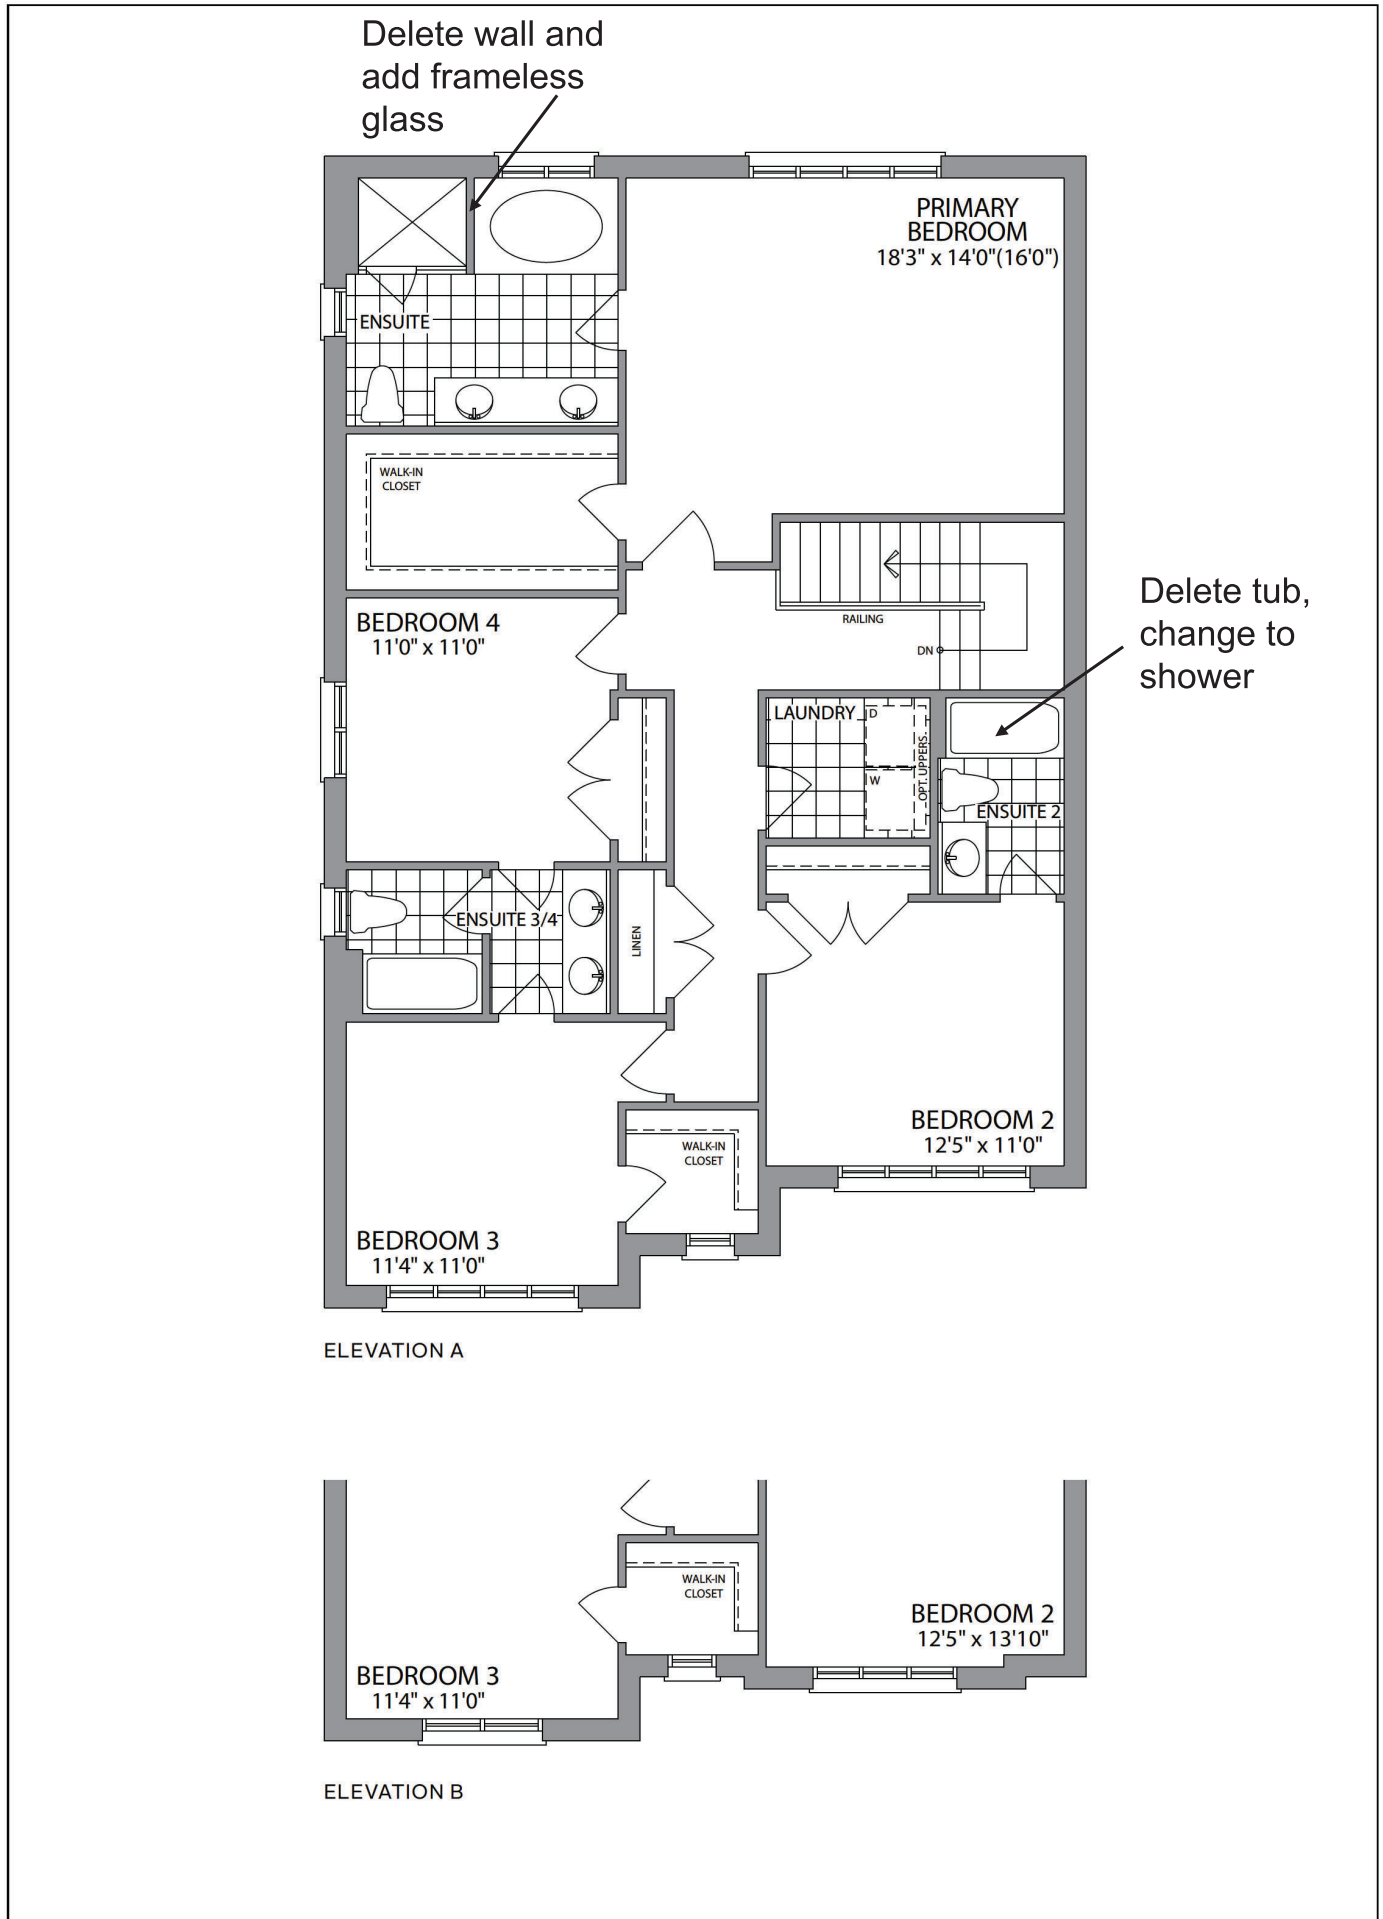 Delete wall and
add frameless
glass
PRIMARY
BEDROOM
18'3" x 14'0"(16'0")
ENSUITE
WALK-IN
CLOSET
BEDROOM 4
11'0" x 11'0"
RAILING
DN
Delete tub,
change to
shower
LAUNDRY
D
W
OPT. UPPERS
ENSUITE 2
ENSUITE 3/4
LINEN
BEDROOM 2
12'5" x 11'0"
WALK-IN
CLOSET
BEDROOM 3
11'4" x 11'0"
ELEVATION A
WALK-IN
CLOSET
BEDROOM 2
12'5" x 13'10"
BEDROOM 3
11'4" x 11'0"
ELEVATION B